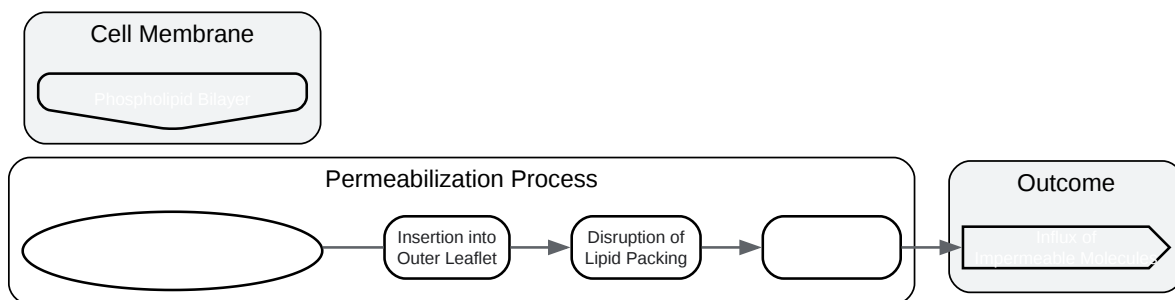 Cell Membrane
Phospholipid Bilayer
Permeabilization Process
Outcome
Insertion into
Outer Leaflet
Disruption of
Lipid Packing
Influx of
Impermeable Molecules